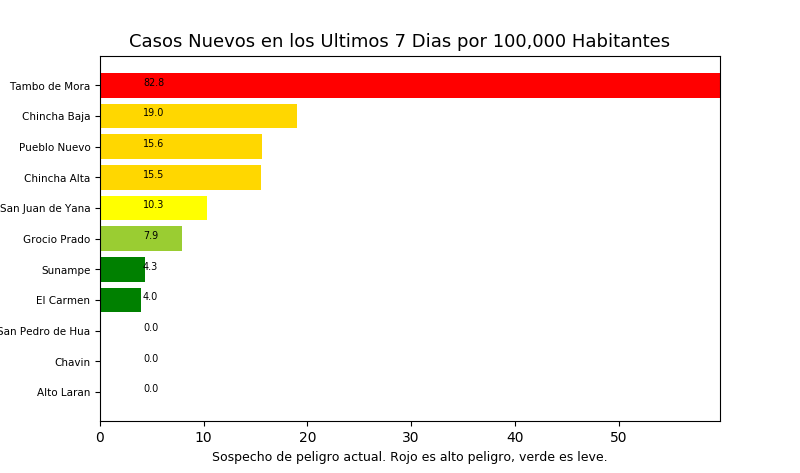 Casos Nuevos en los Ultimos 7 Dias por 100,000 Habitantes
Tambo de Mora 82.8
Chincha Baja 19.0
Pueblo Nuevo 15.6
Chincha Alta 15.5
San Juan de Yana 10.3
Grocio Prado 7.9
Sunampe 4.3
El Carmen 4.0
San Pedro de Hua 0.0
Chavin 0.0
Alto Laran 0.0
0 10 20 30 40 50
Sospecho de peligro actual. Rojo es alto peligro, verde es leve.